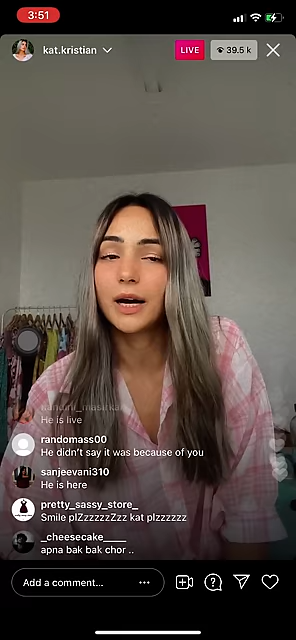 3:51
kat.kristian
LIVE
39.5 k
He is live
randomass00
He didn't say it was because of you
sanjeevani310
He is here
pretty_sassy_store_
Smile plZzzzzzZzz kat plzzzzzz
_cheesecake____
apna bak bak chor ..
Add a comment...